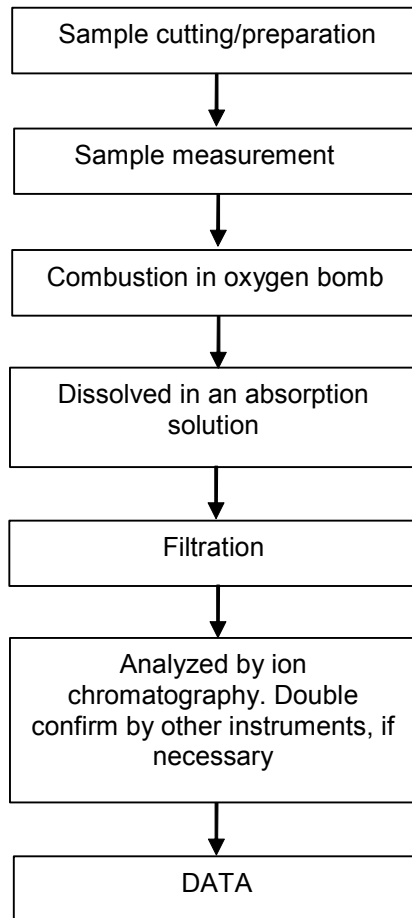 Sample cutting/preparation
Sample measurement
Combustion in oxygen bomb
Dissolved in an absorption
solution
Filtration
Analyzed by ion
chromatography. Double
confirm by other instruments, if
necessary
DATA